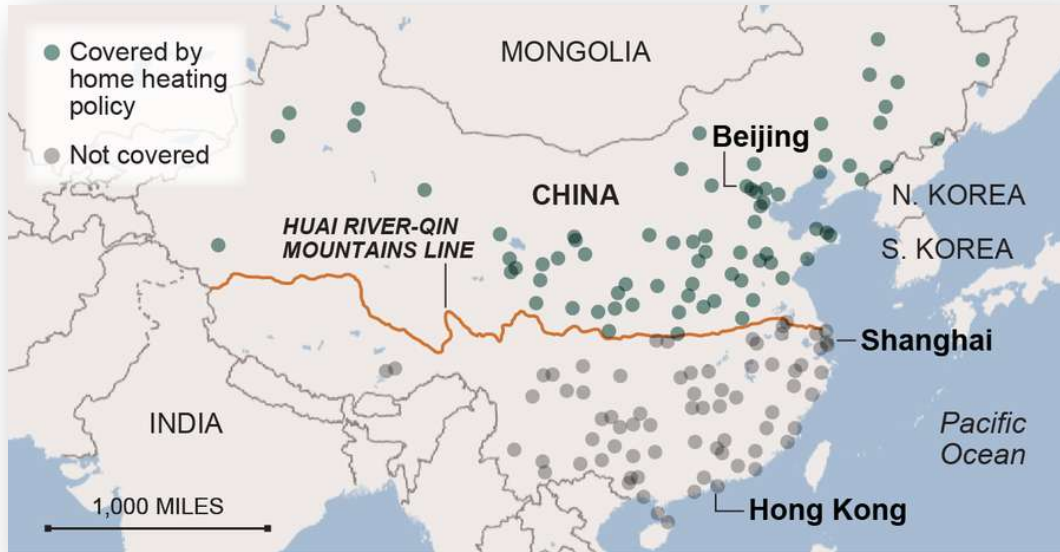 Covered by
home heating
policy
Not covered
MONGOLIA
Beijing
CHINA
N. KOREA
HUAI RIVER-QIN
MOUNTAINS LINE
S. KOREA
Shanghai
INDIA
Pacific
Ocean
1,000 MILES
Hong Kong